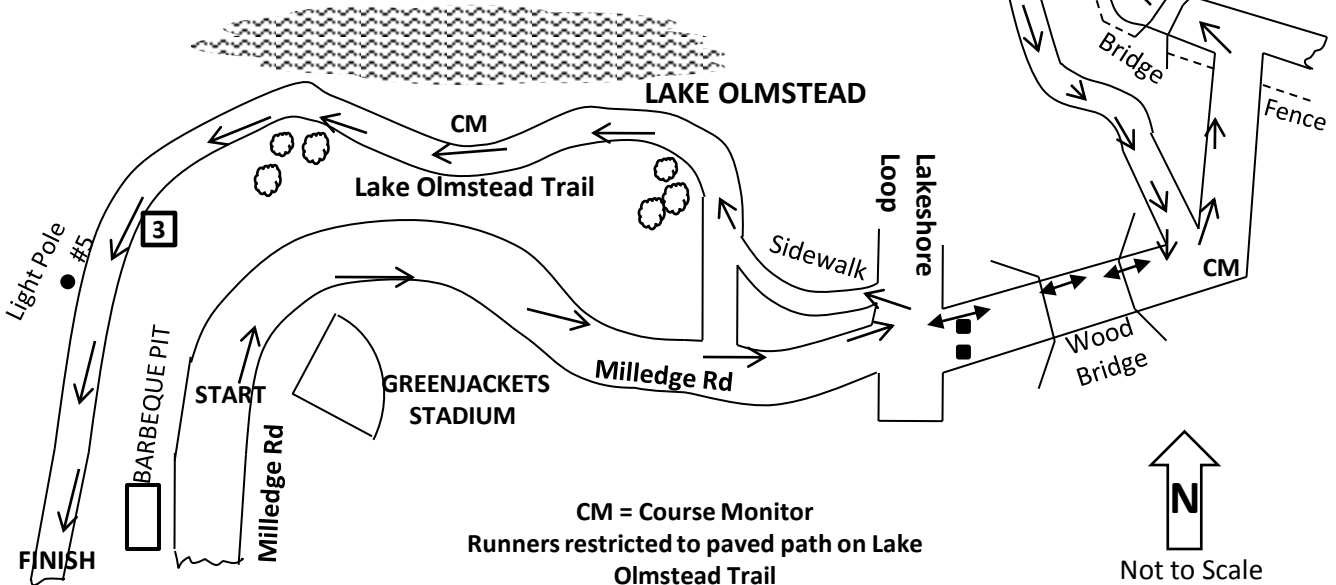 Bridge
Fence
LAKE OLMSTEAD
CM
Lake Olmstead Trail
Lakeshore
Loop
3
Light Pole
#5
Sidewalk
CM
Wood
Bridge
BARBEQUE PIT
START
GREENJACKETS
STADIUM
Milledge Rd
Milledge Rd
FINISH
CM = Course Monitor
Runners restricted to paved path on Lake
Olmstead Trail
N
Not to Scale